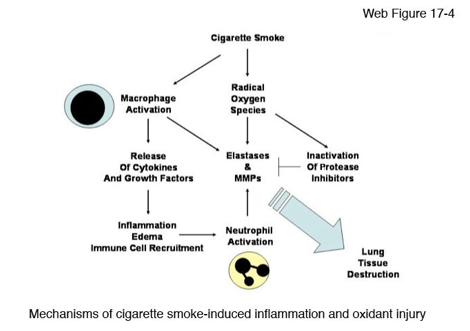 Web Figure 17-4
Cigarette Smoke
Macrophage
Activation
Radical
Oxygen
Species
Release
Of Cytokines
And Growth Factors
Elastases
&
MMPs
Inactivation
Of Protease
Inhibitors
Inflammation
Edema
Immune Cell Recruitment
Neutrophil
Activation
Lung
Tissue
Destruction
Mechanisms of cigarette smoke-induced inflammation and oxidant injury